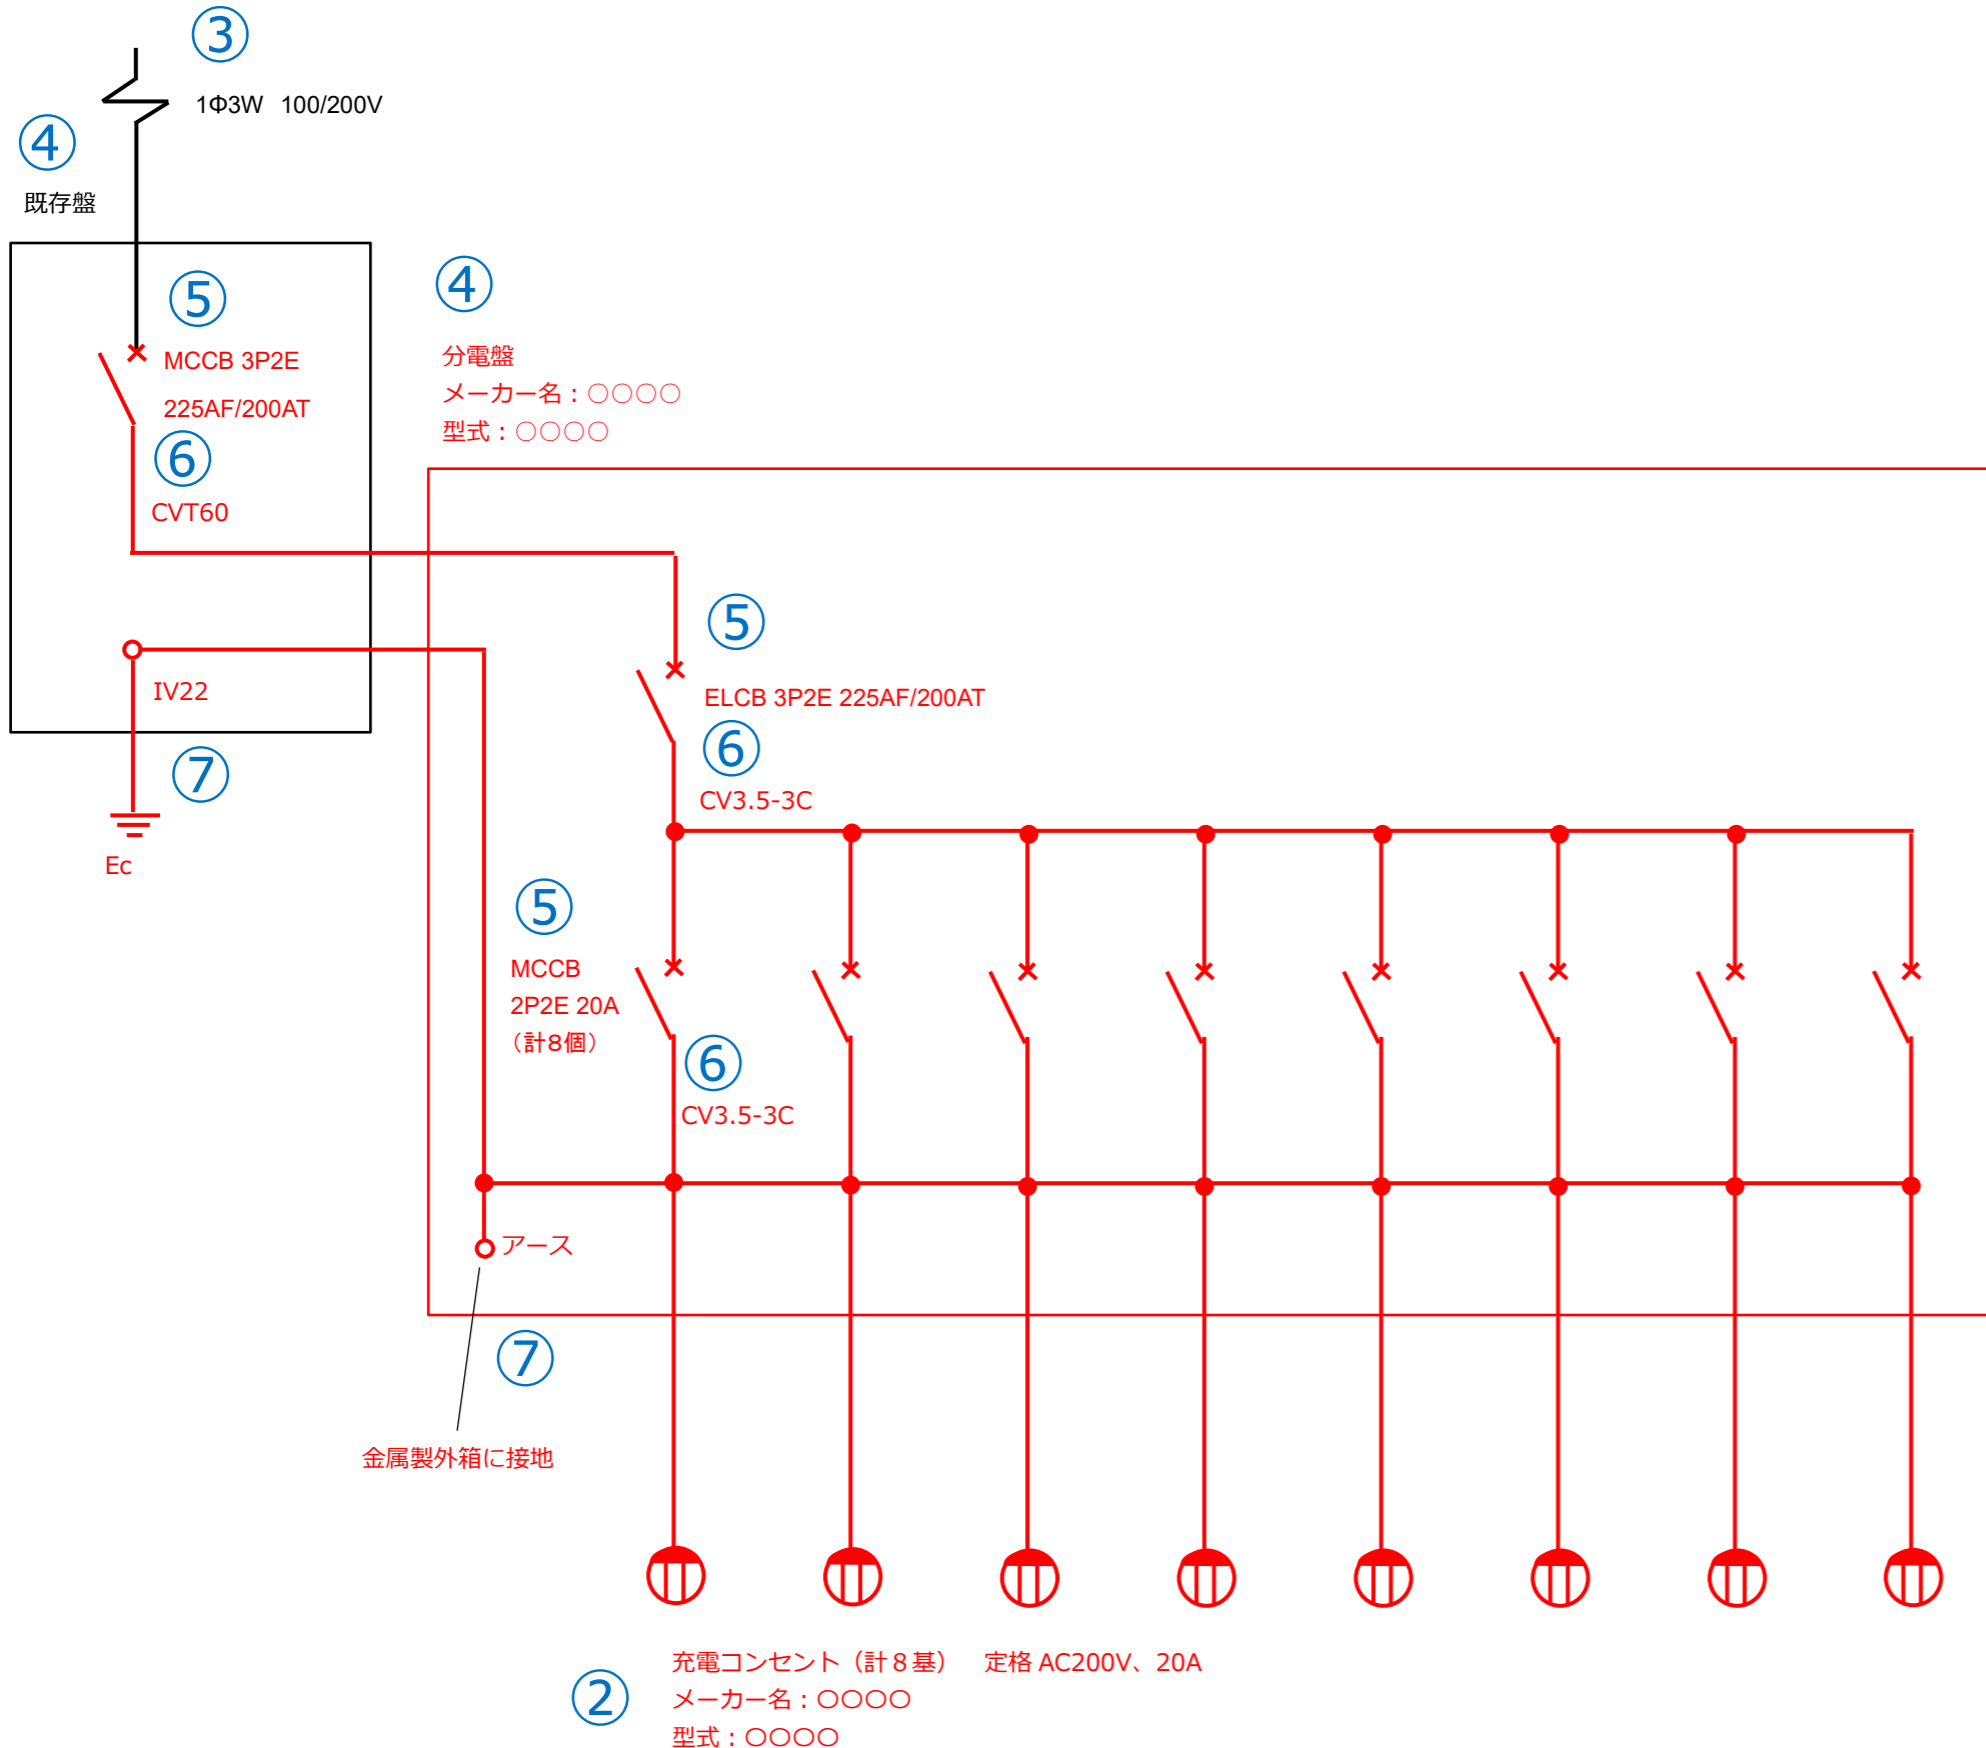 ③
1Φ3W 100/200V
④
既存盤
⑤
MCCB 3P2E
225AF/200AT
⑥
CVT60
IV22
⑦
Ec
④
分電盤
メーカー名：○○○○
型式：○○○○
⑤
ELCB 3P2E 225AF/200AT
⑥
CV3.5-3C
⑤
MCCB
2P2E 20A
（計8個）
⑥
CV3.5-3C
アース
⑦
金属製外箱に接地
②
充電コンセント（計８基） 定格 AC200V、20A
メーカー名：〇〇〇〇
型式：〇〇〇〇